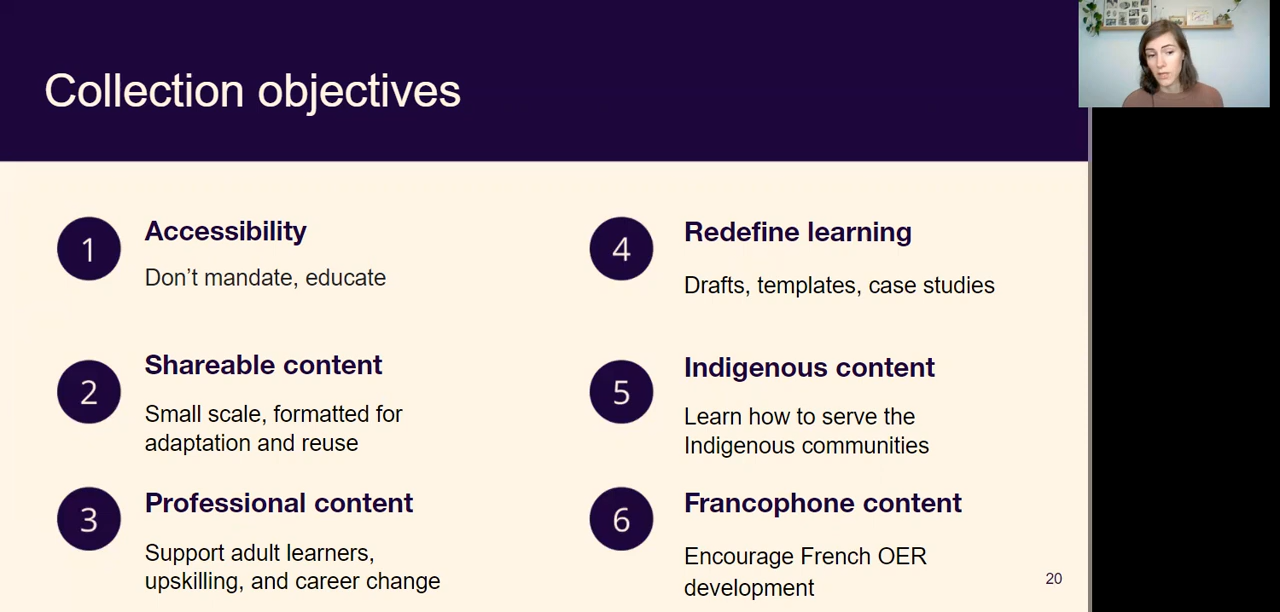 Collection objectives
1
Accessibility
Don’t mandate, educate
2
Shareable content
Small scale, formatted for
adaptation and reuse
3
Professional content
Support adult learners,
upskilling, and career change
4
Redefine learning
Drafts, templates, case studies
5
Indigenous content
Learn how to serve the
Indigenous communities
6
Francophone content
Encourage French OER
development
20